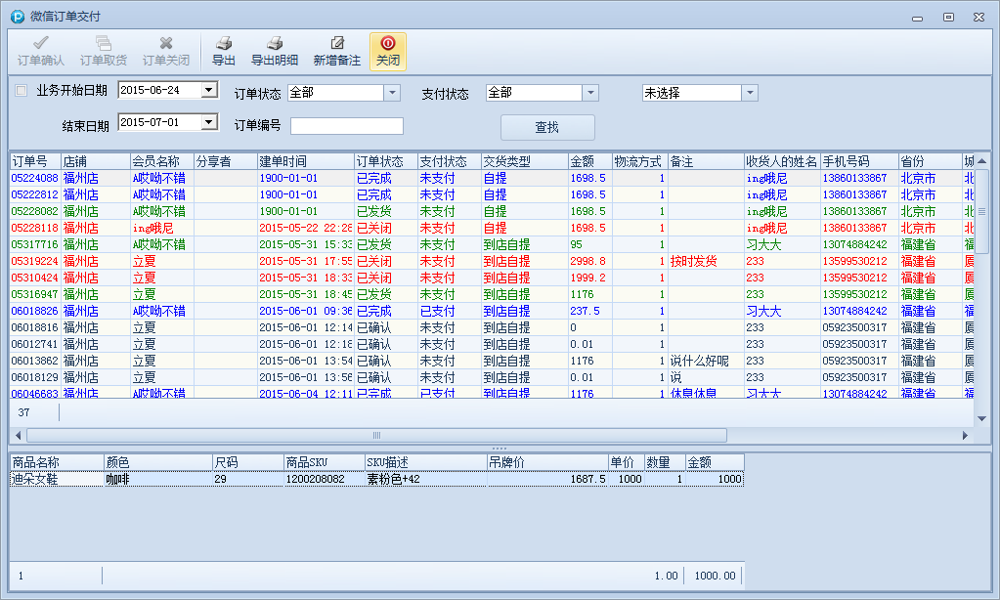 微信订单交付
订单确认 订单取货 订单关闭 导出 导出明细 新增备注 关闭
业务开始日期 2015-06-24 订单状态 全部 支付状态 全部 未选择
结束日期 2015-07-01 订单编号 查找
订单号 店铺 会员名称 分享者 建单时间 订单状态 支付状态 交货类型 金额 物流方式 备注 收货人的姓名 手机号码 省份 城
05224088 福州店 A哎呦不错 1900-01-01 已完成 未支付 自提 1698.5 1 ing哦尼 13860133867 北京市 北
05222812 福州店 A哎呦不错 1900-01-01 已完成 未支付 自提 1698.5 1 ing哦尼 13860133867 北京市 北
05228082 福州店 A哎呦不错 1900-01-01 已发货 未支付 自提 1698.5 1 ing哦尼 13860133867 北京市 北
05228118 福州店 ing哦尼 2015-05-22 22:28 已关闭 未支付 自提 1698.5 1 ing哦尼 13860133867 北京市 北
05317716 福州店 A哎呦不错 2015-05-31 15:33 已发货 未支付 到店自提 95 1 习大大 13074884242 福建省 福
05319224 福州店 立夏 2015-05-31 17:55 已关闭 未支付 到店自提 2998.8 1 按时发货 233 13599530212 福建省 厦
05310424 福州店 立夏 2015-05-31 18:33 已关闭 未支付 到店自提 1999.2 1 233 13599530212 福建省 厦
05316947 福州店 立夏 2015-05-31 18:45 已发货 未支付 到店自提 1176 1 233 13599530212 福建省 厦
06018826 福州店 A哎呦不错 2015-06-01 09:36 已完成 已支付 到店自提 237.5 1 习大大 13074884242 福建省 福
06018816 福州店 立夏 2015-06-01 12:14 已确认 未支付 到店自提 0 1 233 05923500317 福建省 厦
06012741 福州店 立夏 2015-06-01 12:18 已确认 未支付 到店自提 0.01 1 233 05923500317 福建省 厦
06013862 福州店 立夏 2015-06-01 13:54 已确认 未支付 到店自提 1176 1 说什么好呢 233 05923500317 福建省 厦
06018129 福州店 立夏 2015-06-01 13:56 已确认 未支付 到店自提 0.01 1 说 233 05923500317 福建省 厦
06046683 福州店 A哎呦不错 2015-06-04 12:11 已完成 已支付 到店自提 1176 1 休息休息 习大大 13074884242 福建省 福
37
商品名称 颜色 尺码 商品SKU SKU描述 吊牌价 单价 数量 金额
迪朵女鞋 咖啡 29 1200208082 素粉色+42 1687.5 1000 1 1000
1 1.00 1000.00